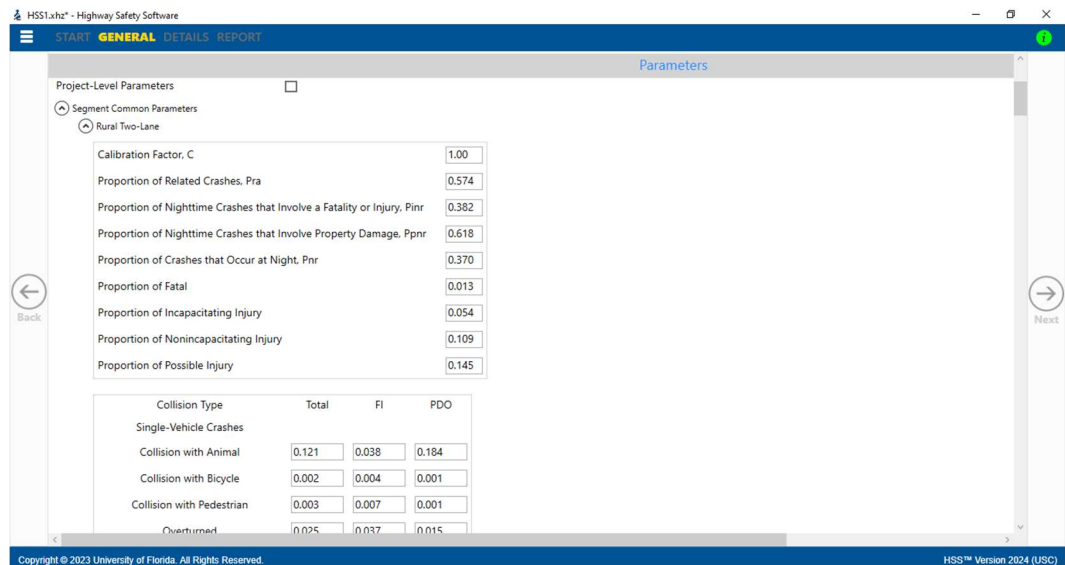 HSS1.xhz* - Highway Safety Software
START GENERAL DETAILS REPORT
Parameters
Project-Level Parameters
Segment Common Parameters
Rural Two-Lane
Calibration Factor, C 1.00
Proportion of Related Crashes, Pra 0.574
Proportion of Nighttime Crashes that Involve a Fatality or Injury, Pinr 0.382
Proportion of Nighttime Crashes that Involve Property Damage, Ppnr 0.618
Proportion of Crashes that Occur at Night, Pnr 0.370
Proportion of Fatal 0.013
Proportion of Incapacitating Injury 0.054
Proportion of Nonincapacitating Injury 0.109
Proportion of Possible Injury 0.145
Back
Next
Collision Type Total FI PDO
Single-Vehicle Crashes
Collision with Animal 0.121 0.038 0.184
Collision with Bicycle 0.002 0.004 0.001
Collision with Pedestrian 0.003 0.007 0.001
Overturned 0.025 0.037 0.015
Copyright © 2023 University of Florida. All Rights Reserved. HSS™ Version 2024 (USC)